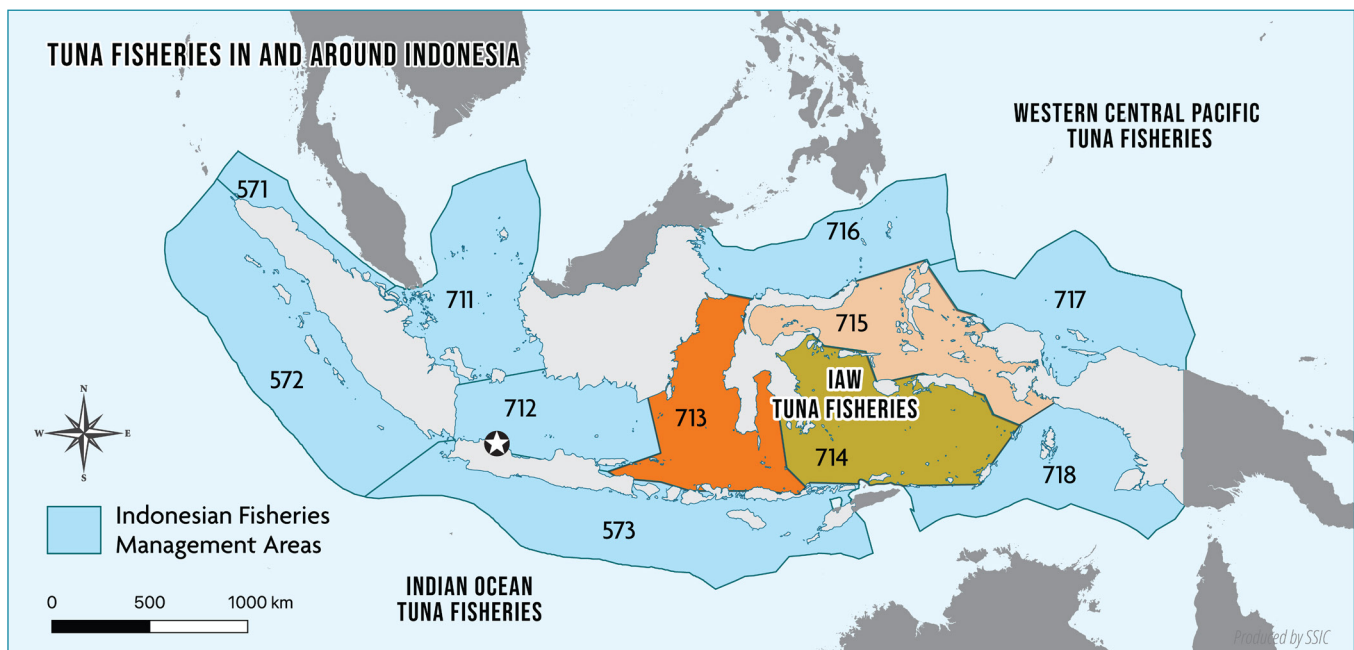 TUNA FISHERIES IN AND AROUND INDONESIA
WESTERN CENTRAL PACIFIC
TUNA FISHERIES
571
716
711
717
715
572
IAW
TUNA FISHERIES
712
713
714
718
573
N
W E
S
Indonesian Fisheries
Management Areas
INDIAN OCEAN
TUNA FISHERIES
0 500 1000 km
Produced by SSIC